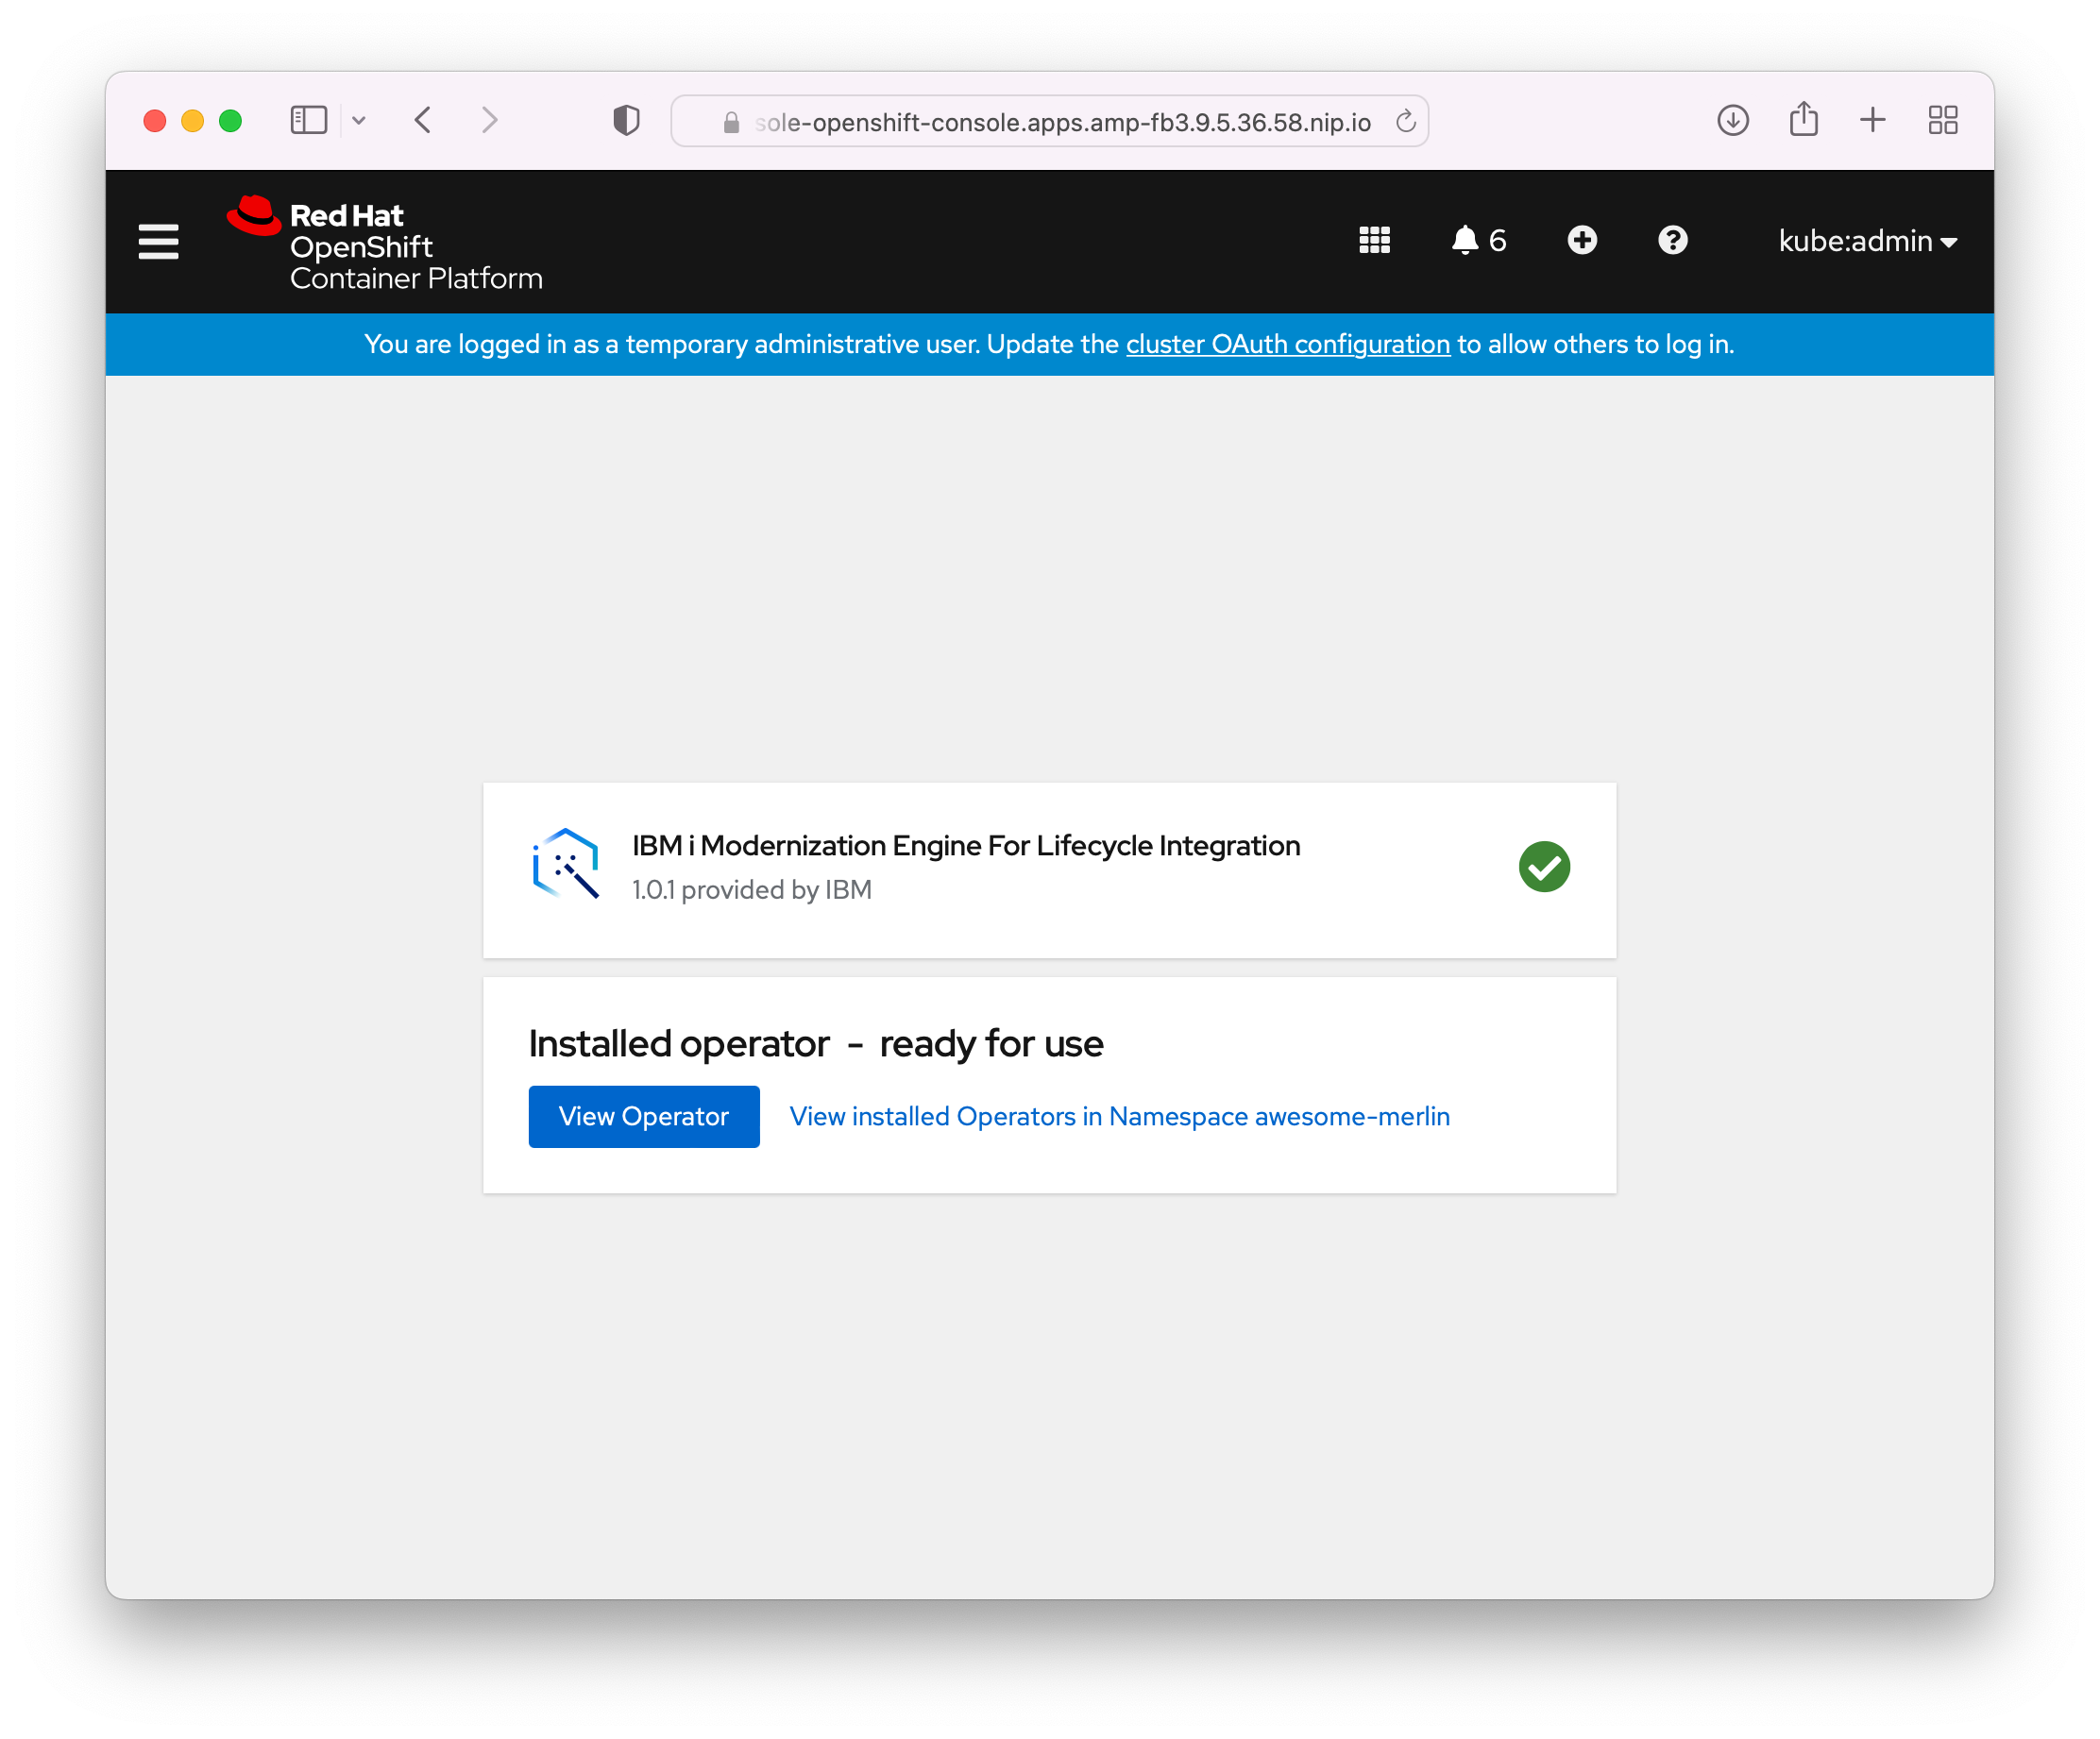 sole-openshift-console.apps.amp-fb3.9.5.36.58.nip.io
Red Hat
OpenShift
Container Platform
6
kube:admin
You are logged in as a temporary administrative user. Update the cluster OAuth configuration to allow others to log in.
IBM i Modernization Engine For Lifecycle Integration
1.0.1 provided by IBM
Installed operator - ready for use
View Operator
View installed Operators in Namespace awesome-merlin